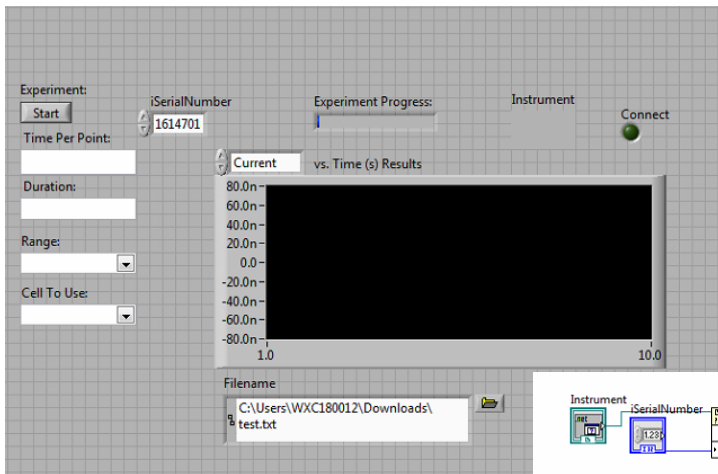 Experiment:
Start
iSerialNumber
1614701
Experiment Progress:
Instrument
Connect
Time Per Point:
Current
vs. Time (s) Results
Duration:
Range:
Cell To Use:
80.0n
60.0n
40.0n
20.0n
0.0
-20.0n
-40.0n
-60.0n
-80.0n
1.0
10.0
Filename
C:\Users\WXC180012\Downloads\
test.txt
Instrument
iSerialNumber
.net
1.23
I32